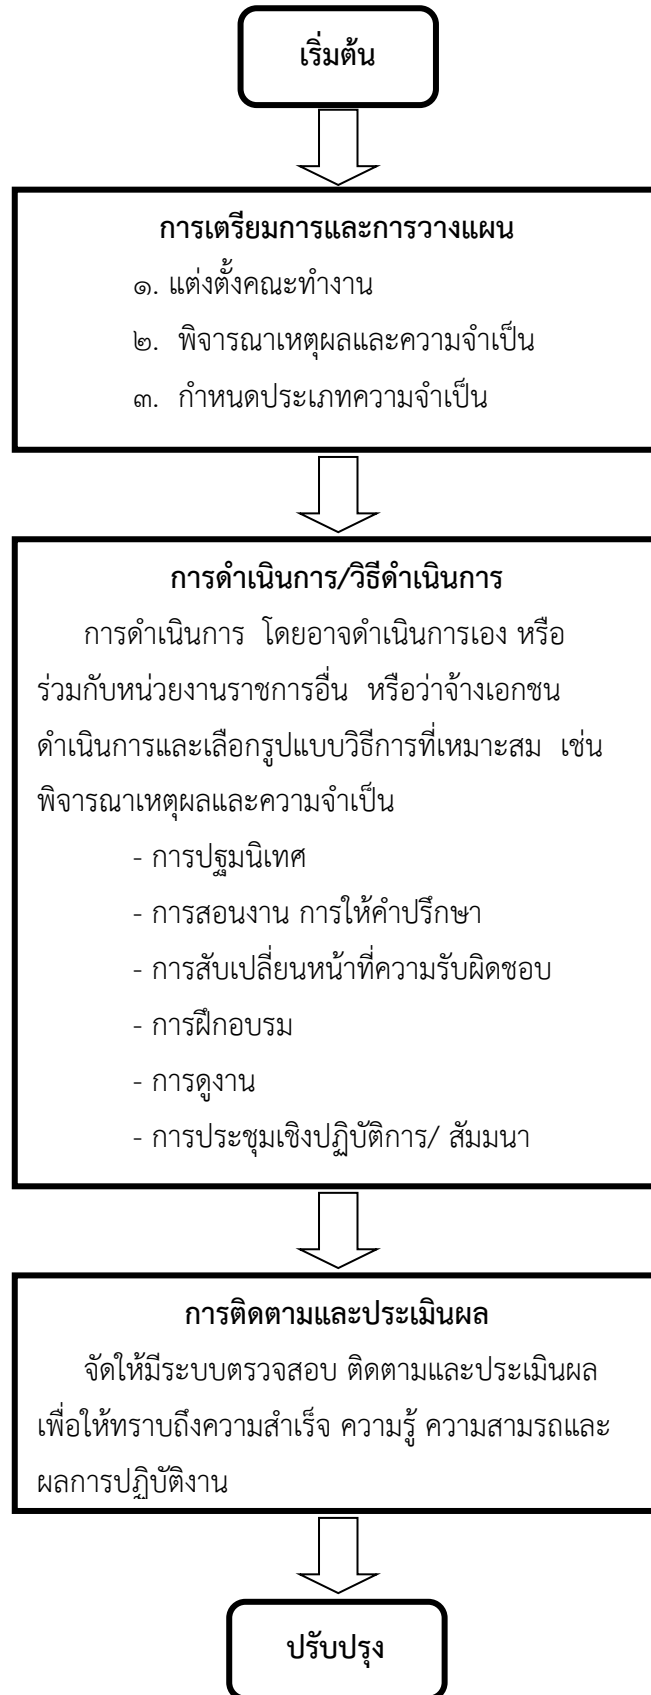 เริ่มต้น
การเตรียมการและการวางแผน
๑. แต่งตั้งคณะทำงาน
๒. พิจารณาเหตุผลและความจำเป็น
๓. กำหนดประเภทความจำเป็น
การดำเนินการ/วิธีดำเนินการ
การดำเนินการ โดยอาจดำเนินการเอง หรือ
ร่วมกับหน่วยงานราชการอื่น หรือว่าจ้างเอกชน
ดำเนินการและเลือกรูปแบบวิธีการที่เหมาะสม เช่น
พิจารณาเหตุผลและความจำเป็น
- การปฐมนิเทศ
- การสอนงาน การให้คำปรึกษา
- การสับเปลี่ยนหน้าที่ความรับผิดชอบ
- การฝึกอบรม
- การดูงาน
- การประชุมเชิงปฏิบัติการ/ สัมมนา
การติดตามและประเมินผล
จัดให้มีระบบตรวจสอบ ติดตามและประเมินผล
เพื่อให้ทราบถึงความสำเร็จ ความรู้ ความสามรถและ
ผลการปฏิบัติงาน
ปรับปรุง